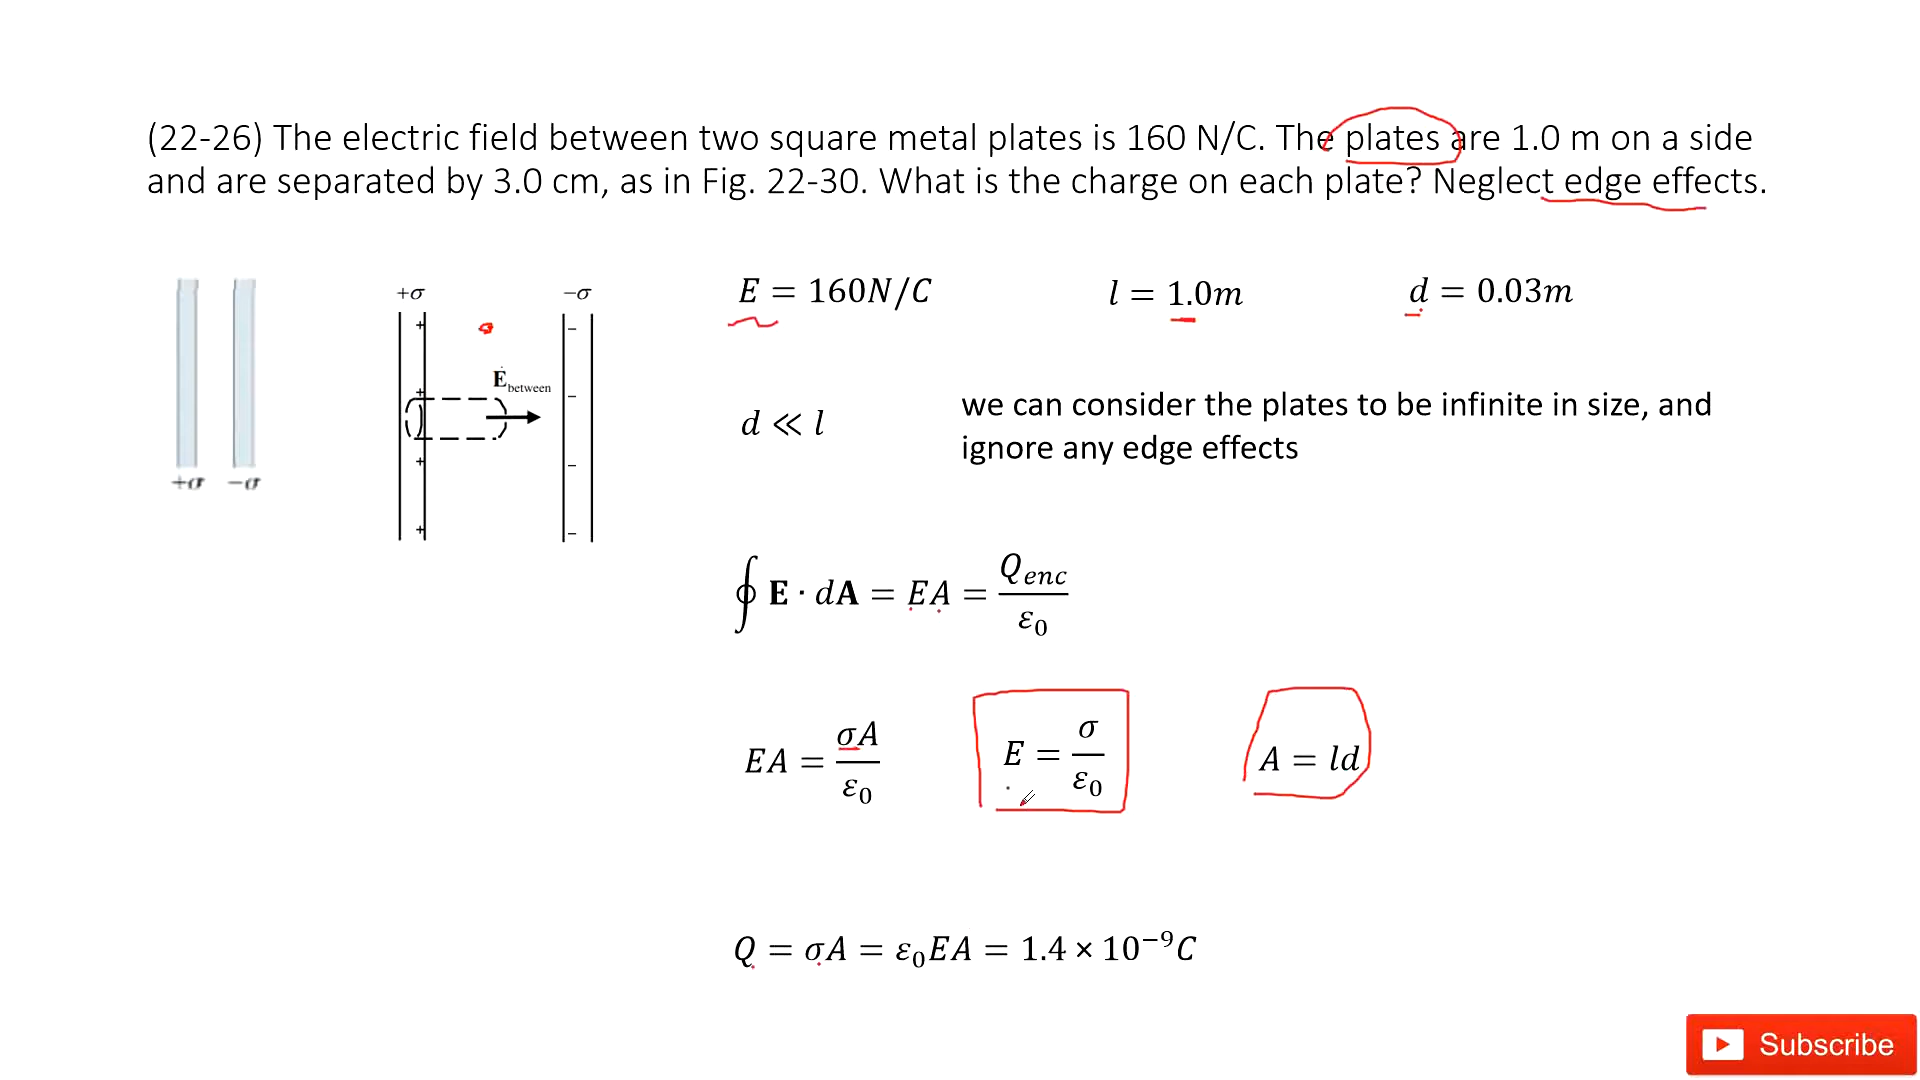 (22-26) The electric field between two square metal plates is 160 N/C. The plates are 1.0 m on a side
and are separated by 3.0 cm, as in Fig. 22-30. What is the charge on each plate? Neglect edge effects.
+σ −σ
+σ −σ
E = 160N/C l = 1.0m d = 0.03m
E between
d ≪ l
we can consider the plates to be infinite in size, and
ignore any edge effects
∮ E · dA = EA = Q_enc / ε₀
EA = σA / ε₀ E = σ / ε₀ A = ld
Q = σA = ε₀EA = 1.4 × 10⁻⁹C
Subscribe